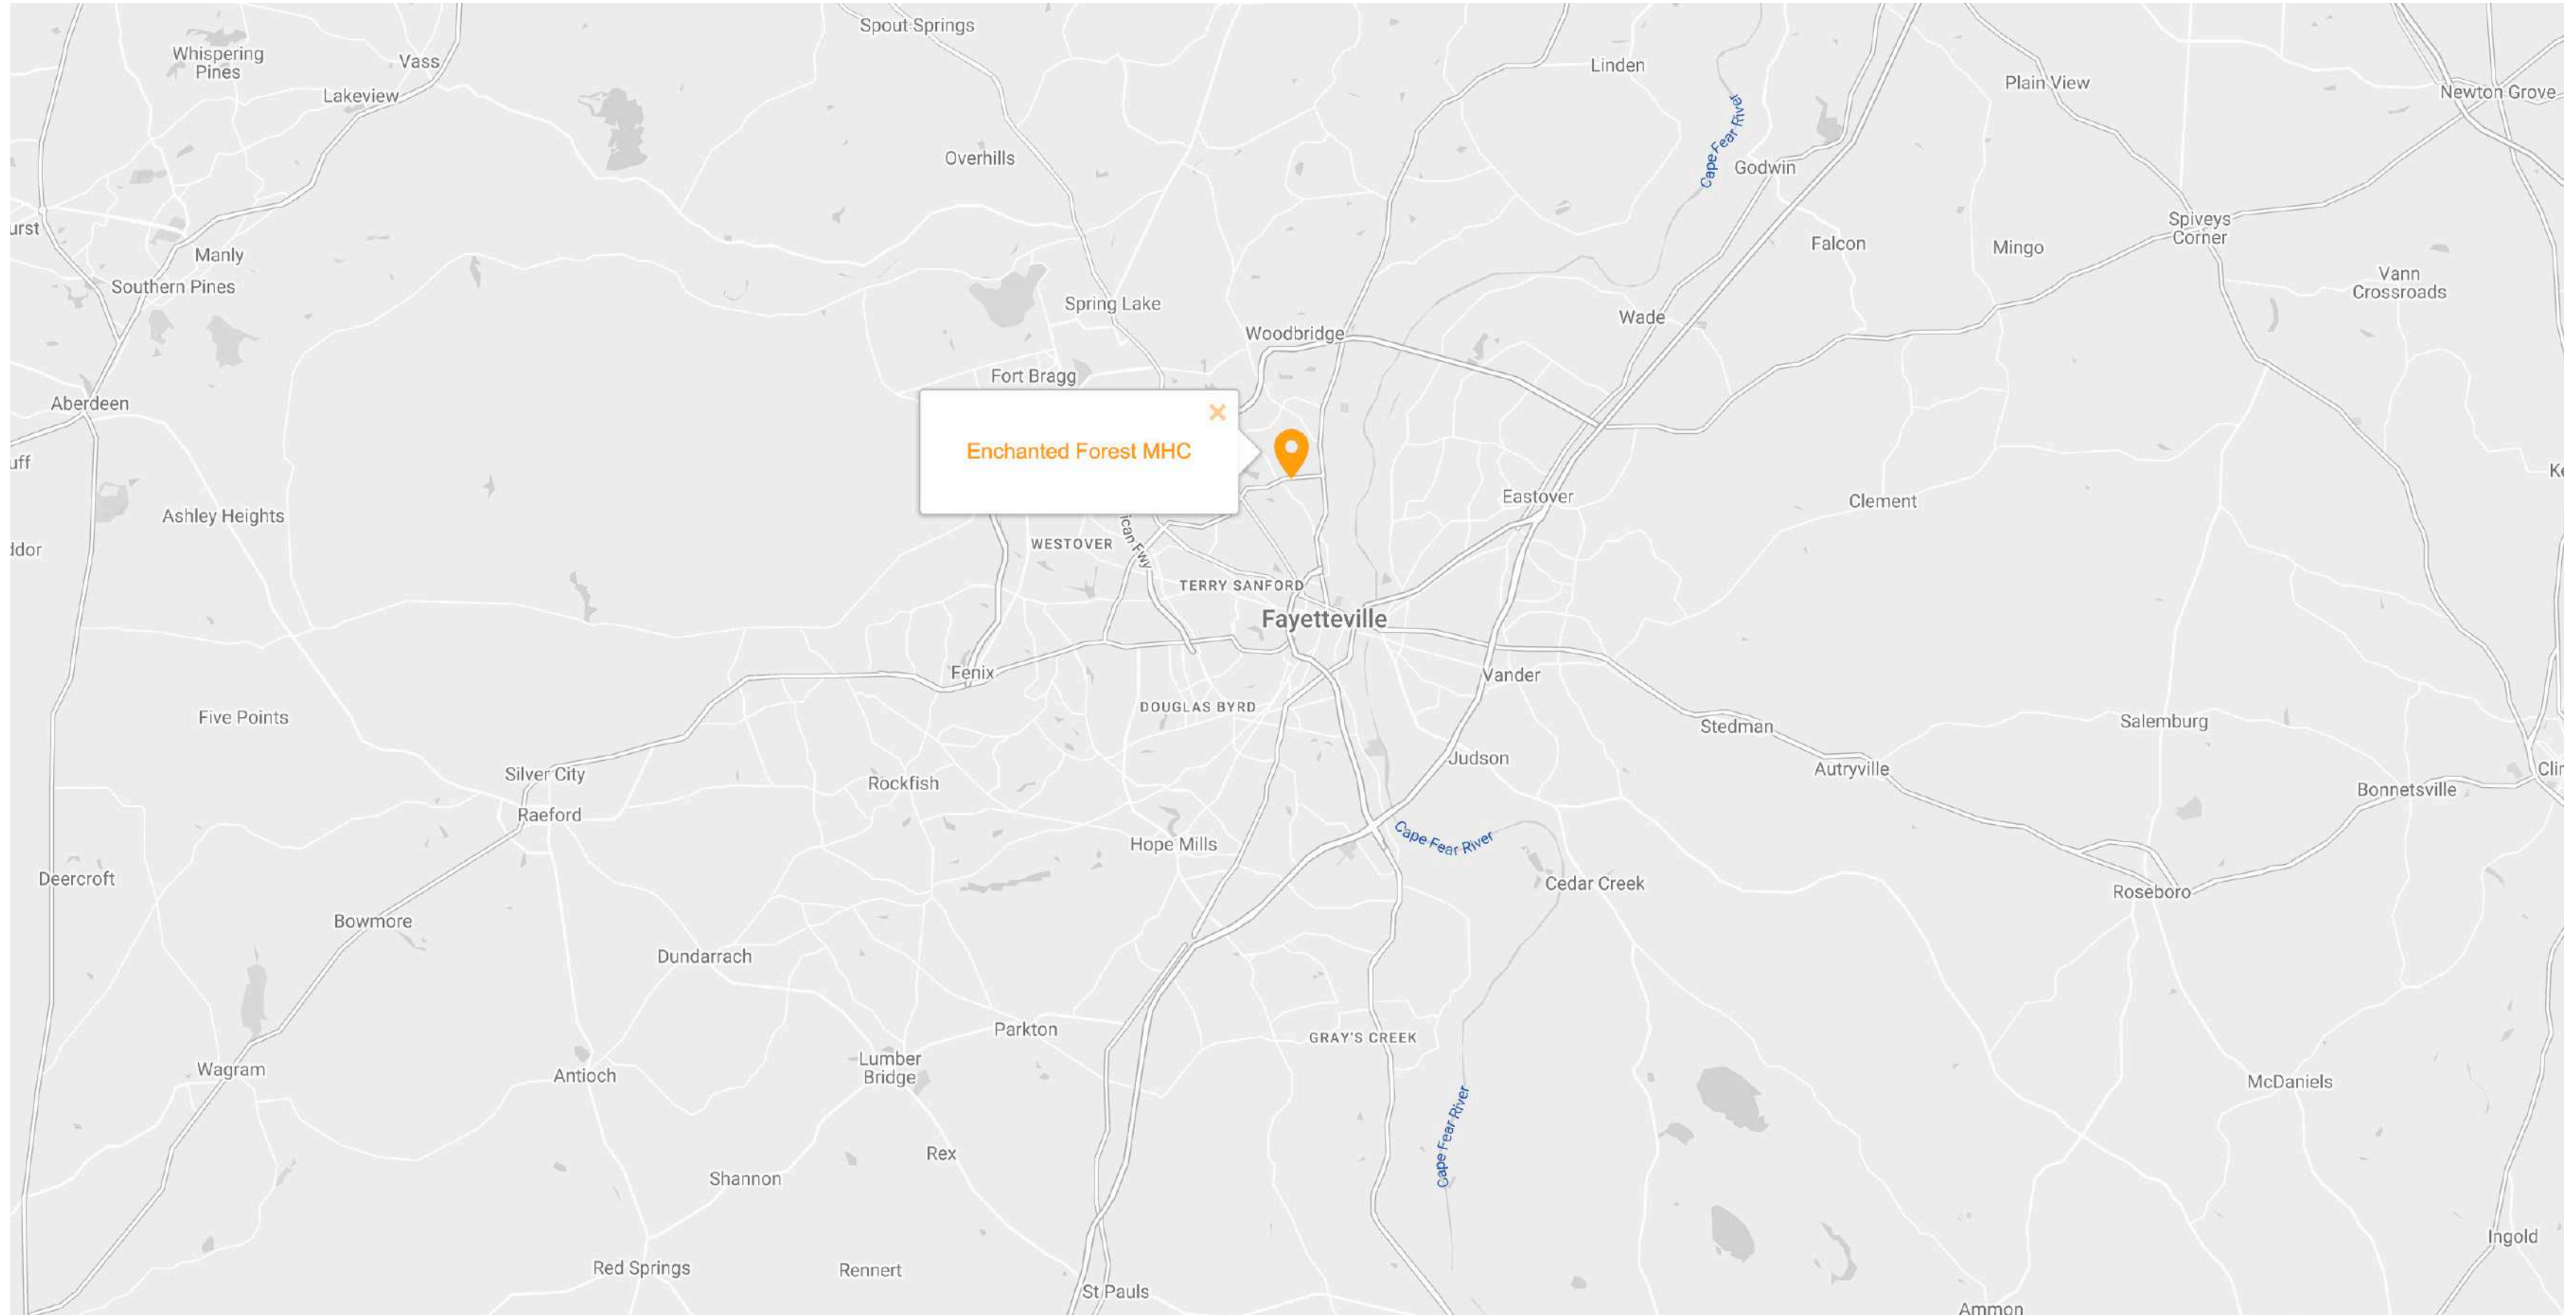 Spout Springs
Whispering
Pines
Vass
Linden
Lakeview
Plain View
Newton Grove
Cape Fear River
Overhills
Godwin
urst
Spiveys
Corner
Manly
Falcon
Mingo
Southern Pines
Vann
Crossroads
Spring Lake
Wade
Woodbridge
Fort Bragg
Aberdeen
Enchanted Forest MHC
uff
Ke
Eastover
Clement
Ashley Heights
ican Fwy
WESTOVER
ddor
TERRY SANFORD
Fayetteville
Fenix
Vander
DOUGLAS BYRD
Five Points
Salemburg
Stedman
Judson
Autryville
Clin
Silver City
Rockfish
Bonnetsville
Raeford
Cape Fear River
Hope Mills
Deercroft
Cedar Creek
Roseboro
Bowmore
Dundarrach
Parkton
GRAY'S CREEK
Lumber
Bridge
Wagram
Antioch
McDaniels
Cape Fear River
Rex
Shannon
Ingold
Red Springs
Rennert
St Pauls
Ammon